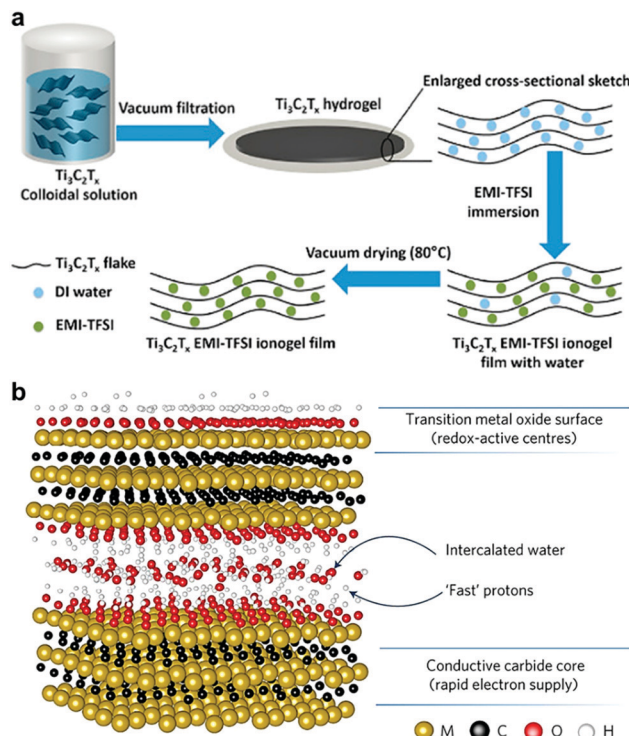 a
Vacuum filtration
Ti₃C₂Tₓ
Colloidal solution
Ti₃C₂Tₓ hydrogel
Enlarged cross-sectional sketch
EMI-TFSI
immersion
Vacuum drying (80°C)
Ti₃C₂Tₓ flake
DI water
EMI-TFSI
Ti₃C₂Tₓ EMI-TFSI ionogel film
Ti₃C₂Tₓ EMI-TFSI ionogel
film with water
b
Transition metal oxide surface
(redox-active centres)
Intercalated water
'Fast' protons
Conductive carbide core
(rapid electron supply)
M C O H